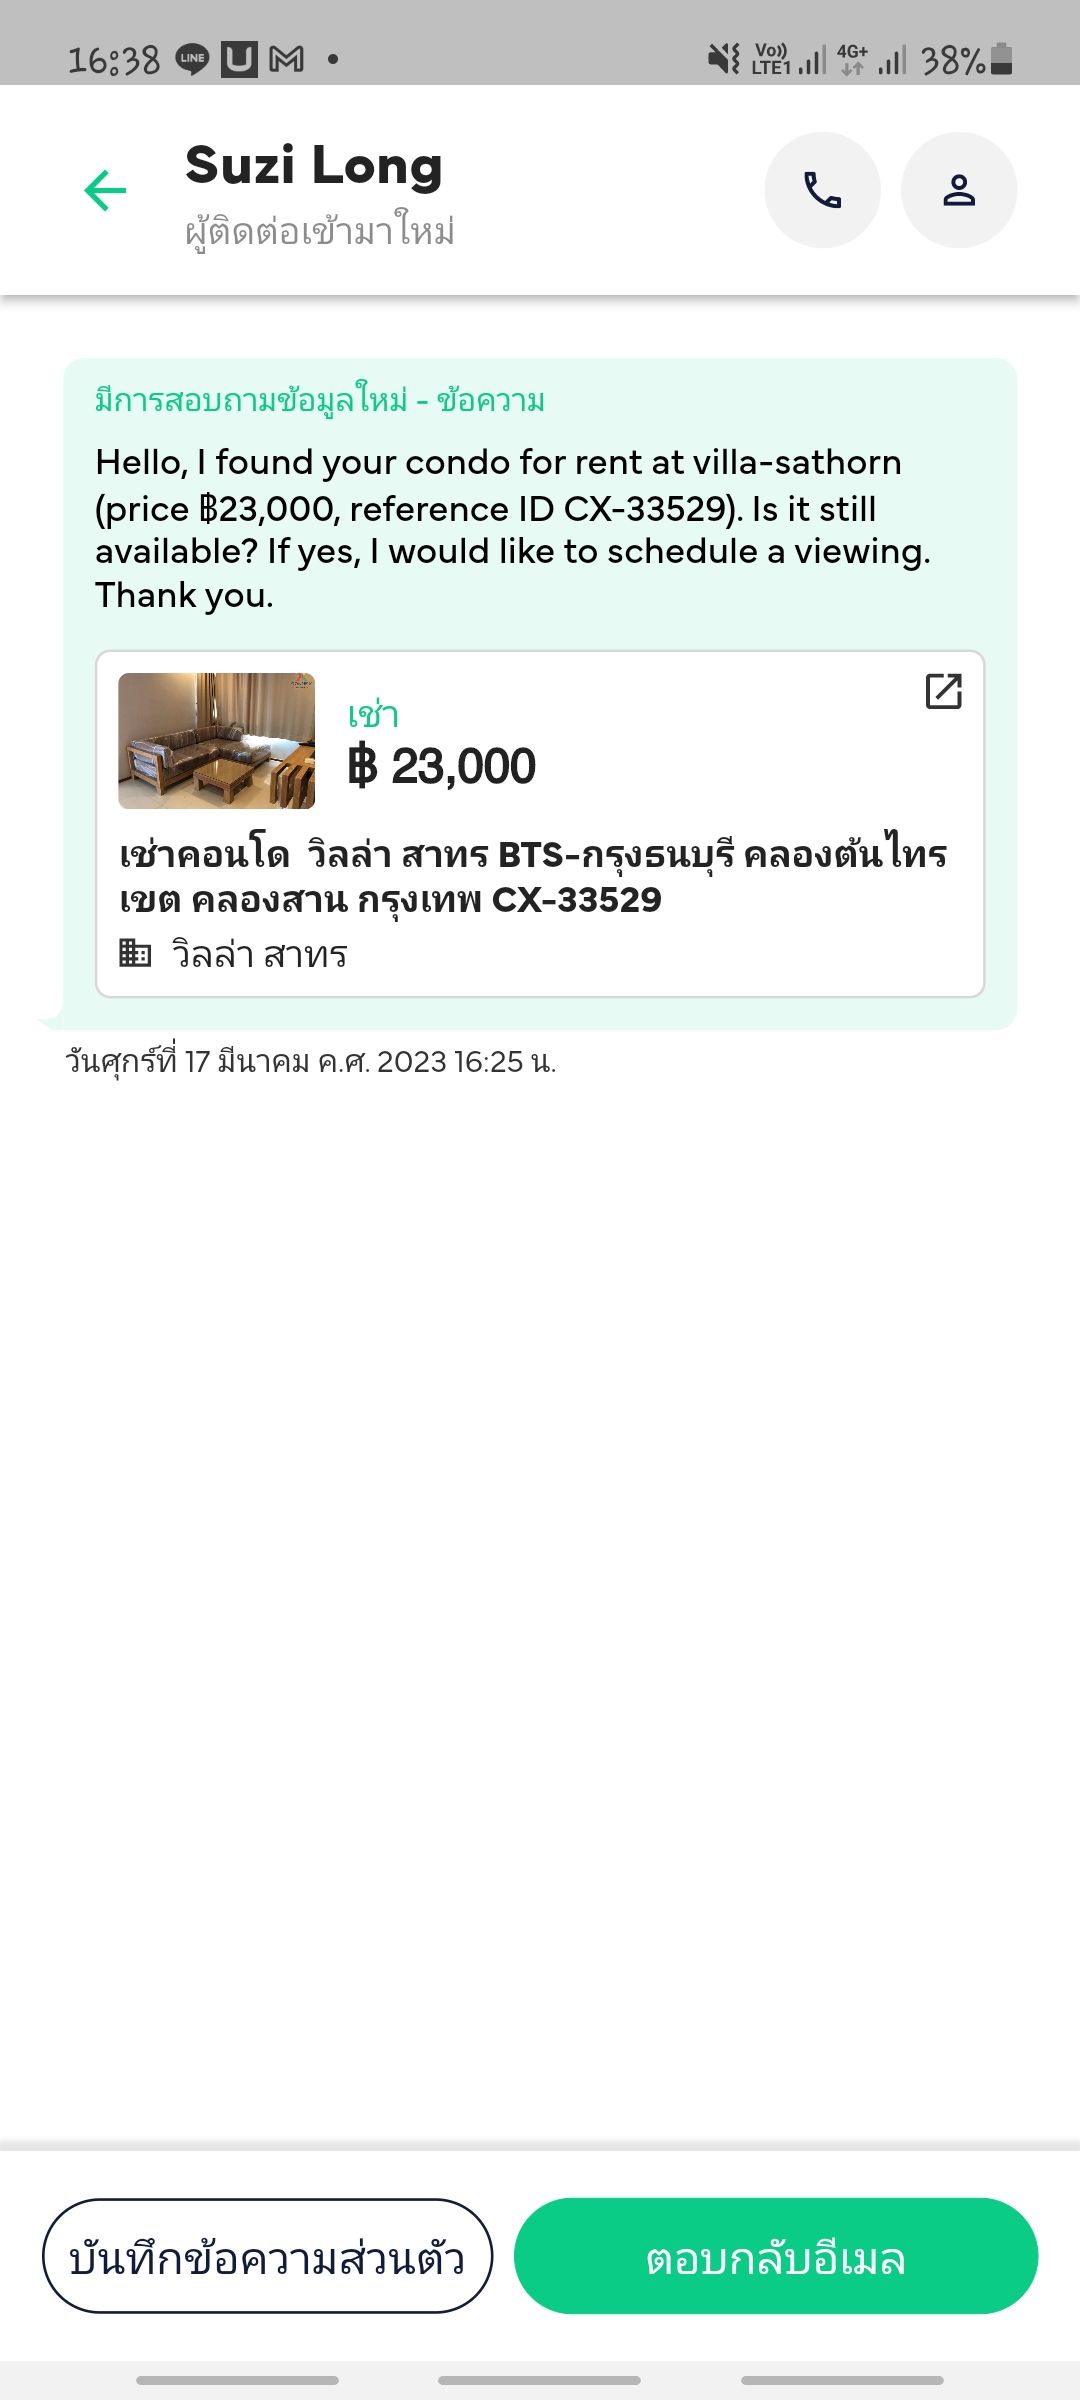 16:38 LINE U M Vo)) LTE1 4G+ 38%
Suzi Long
ผู้ติดต่อเข้ามาใหม่
มีการสอบถามข้อมูลใหม่ - ข้อความ
Hello, I found your condo for rent at villa-sathorn
(price ฿23,000, reference ID CX-33529). Is it still
available? If yes, I would like to schedule a viewing.
Thank you.
เช่า
฿ 23,000
เช่าคอนโด วิลล่า สาทร BTS-กรุงธนบุรี คลองต้นไทร
เขต คลองสาน กรุงเทพ CX-33529
วิลล่า สาทร
วันศุกร์ที่ 17 มีนาคม ค.ศ. 2023 16:25 น.
บันทึกข้อความส่วนตัว
ตอบกลับอีเมล